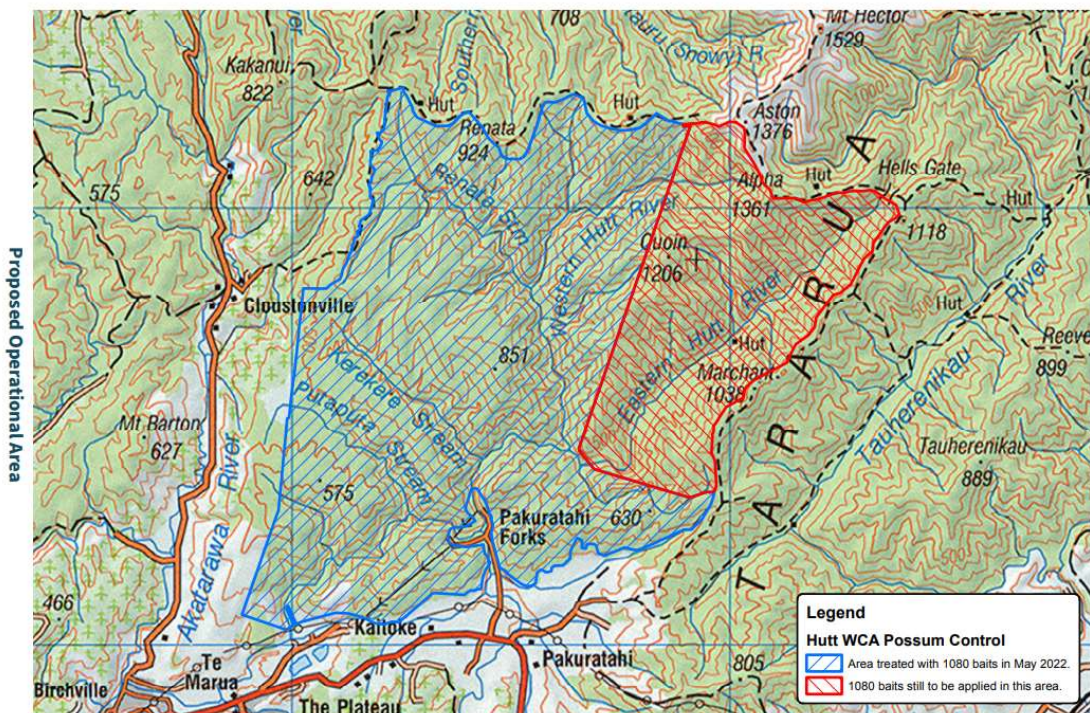 Proposed Operational Area
708
Mt Hector
1529
Kakanui
822
Southern
River
Hut
Hut
Renata
924
Aston
1376
Hells Gate
575
642
Renata Stm
Alpha
1361
Hut
Hut
1118
Western Hutt River
Quoin
1206
Cloustonville
Eastern Hutt River
Hut
Hut
River
Reeve
899
851
Marchant
1038
Kerekere Stream
Putaputa Stream
Mt Barton
627
River
Tauherenikau
Tauherenikau
889
TARARUA
575
Pakuratahi
Forks
630
466
Akatarawa
Kaitoke
Te
Marua
Pakuratahi
805
Birchville
The Plateau
Legend
Hutt WCA Possum Control
Area treated with 1080 baits in May 2022.
1080 baits still to be applied in this area.